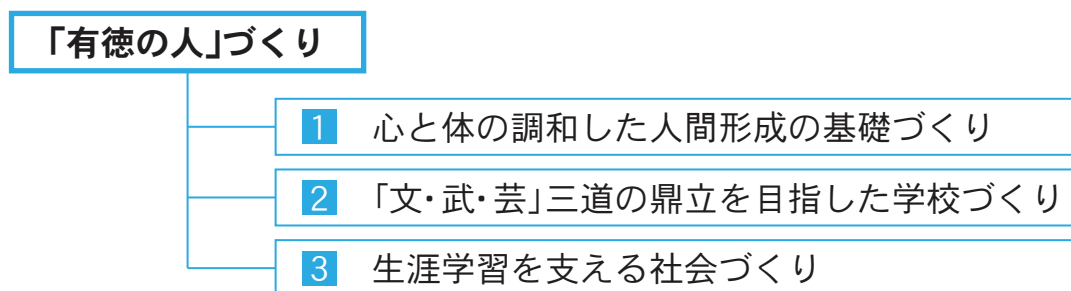 「有徳の人」づくり
1 心と体の調和した人間形成の基礎づくり
2 「文・武・芸」三道の鼎立を目指した学校づくり
3 生涯学習を支える社会づくり